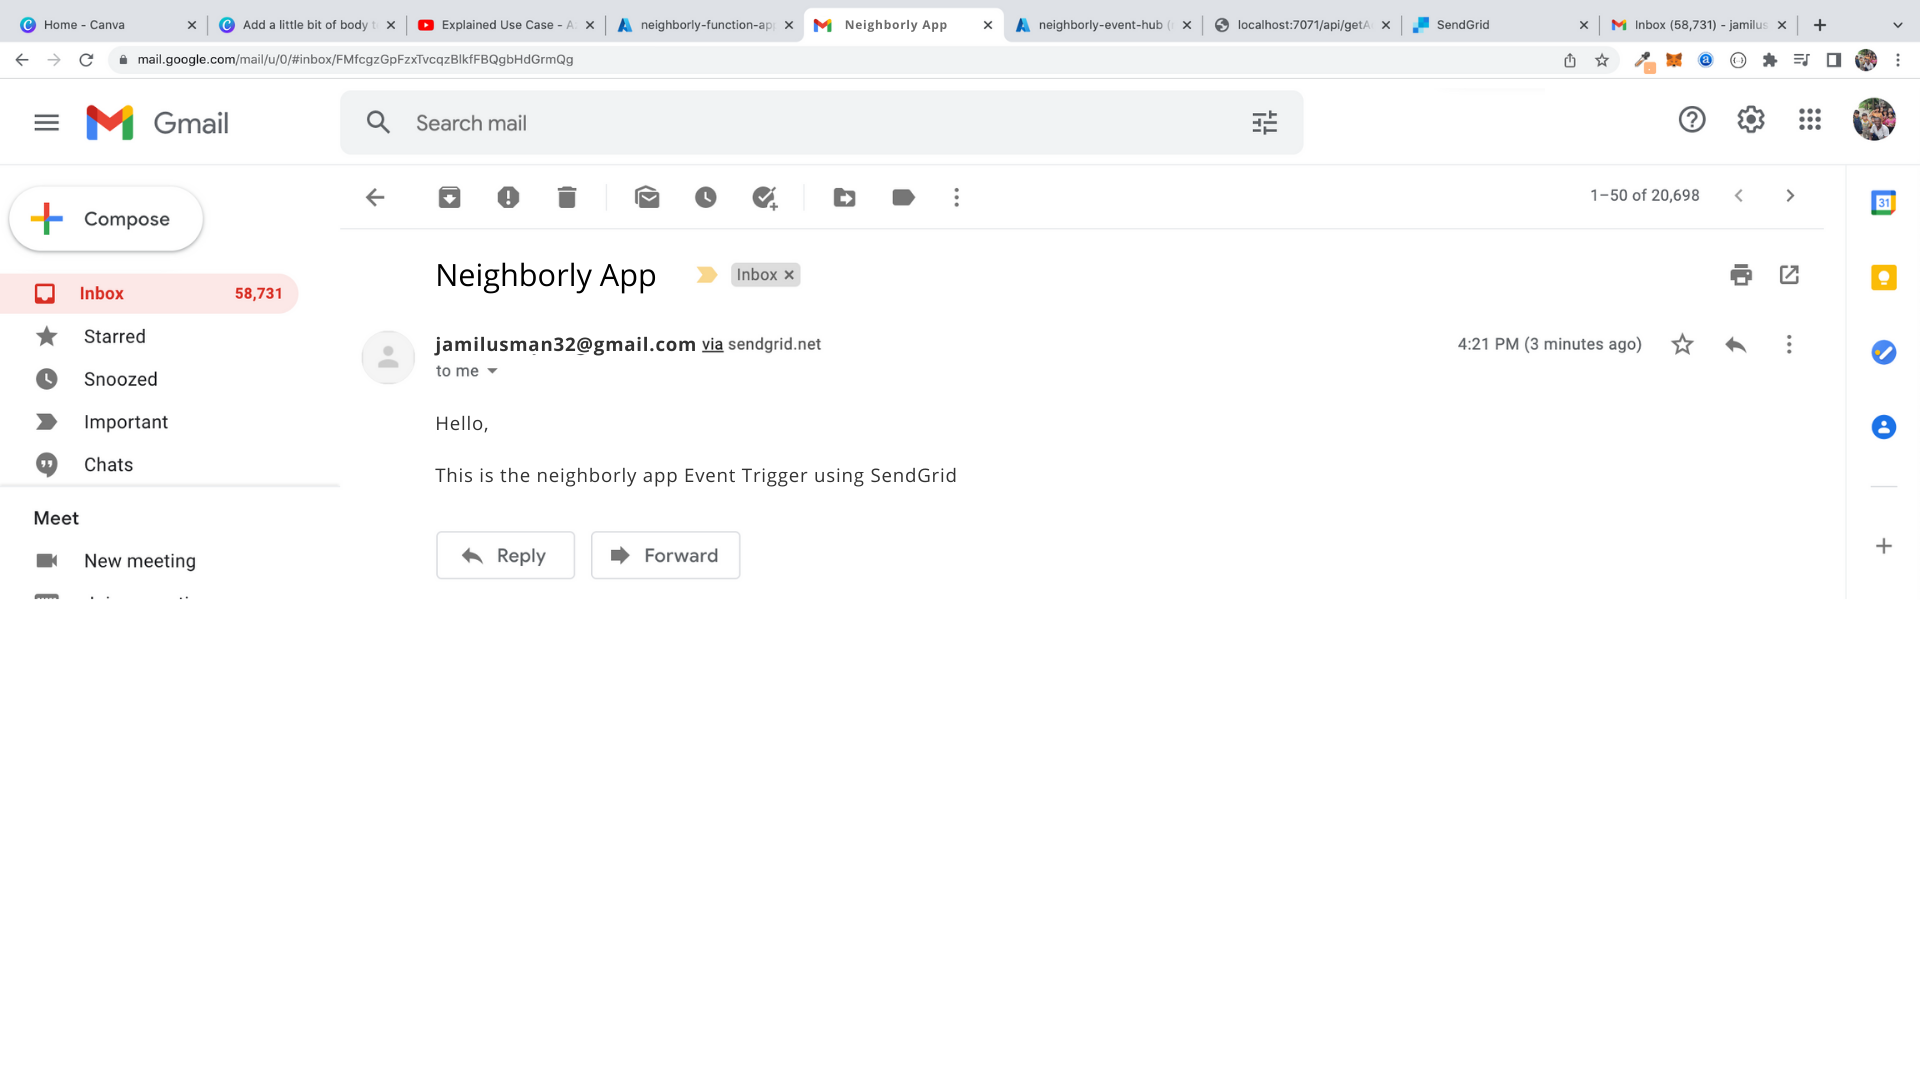 Home - Canva
Add a little bit of body
Explained Use Case - A
neighborly-function-ap
Neighborly App
neighborly-event-hub (
localhost:7071/api/getA
SendGrid
Inbox (58,731) - jamilus
mail.google.com/mail/u/0/#inbox/FMfcgzGpFzxTvcqzBlkfFBQgbHdGrmQg
Gmail
Search mail
Compose
1–50 of 20,698
31
Neighborly App
Inbox
Inbox 58,731
jamilusman32@gmail.com via sendgrid.net
4:21 PM (3 minutes ago)
Starred
to me
Snoozed
Hello,
Important
Chats
This is the neighborly app Event Trigger using SendGrid
Meet
New meeting
Reply
Forward